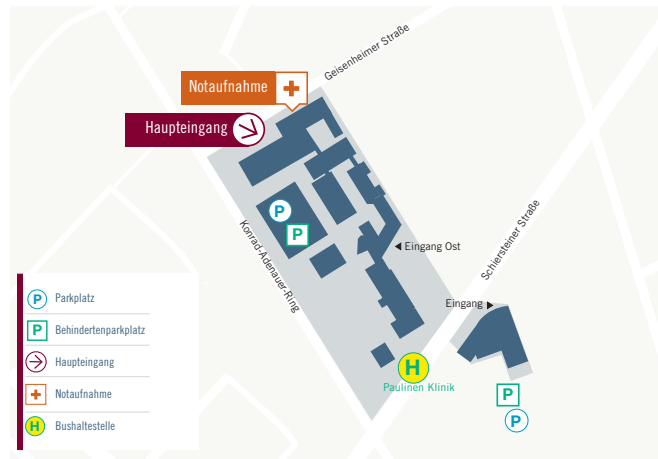 Geisenheimer Straße
Notaufnahme
Haupteingang
P
P
Konrad-Adenauer-Ring
Eingang Ost
Schiersteiner Straße
Eingang
H
Paulinen Klinik
P
P
P Parkplatz
P Behindertenparkplatz
Haupteingang
Notaufnahme
H Bushaltestelle